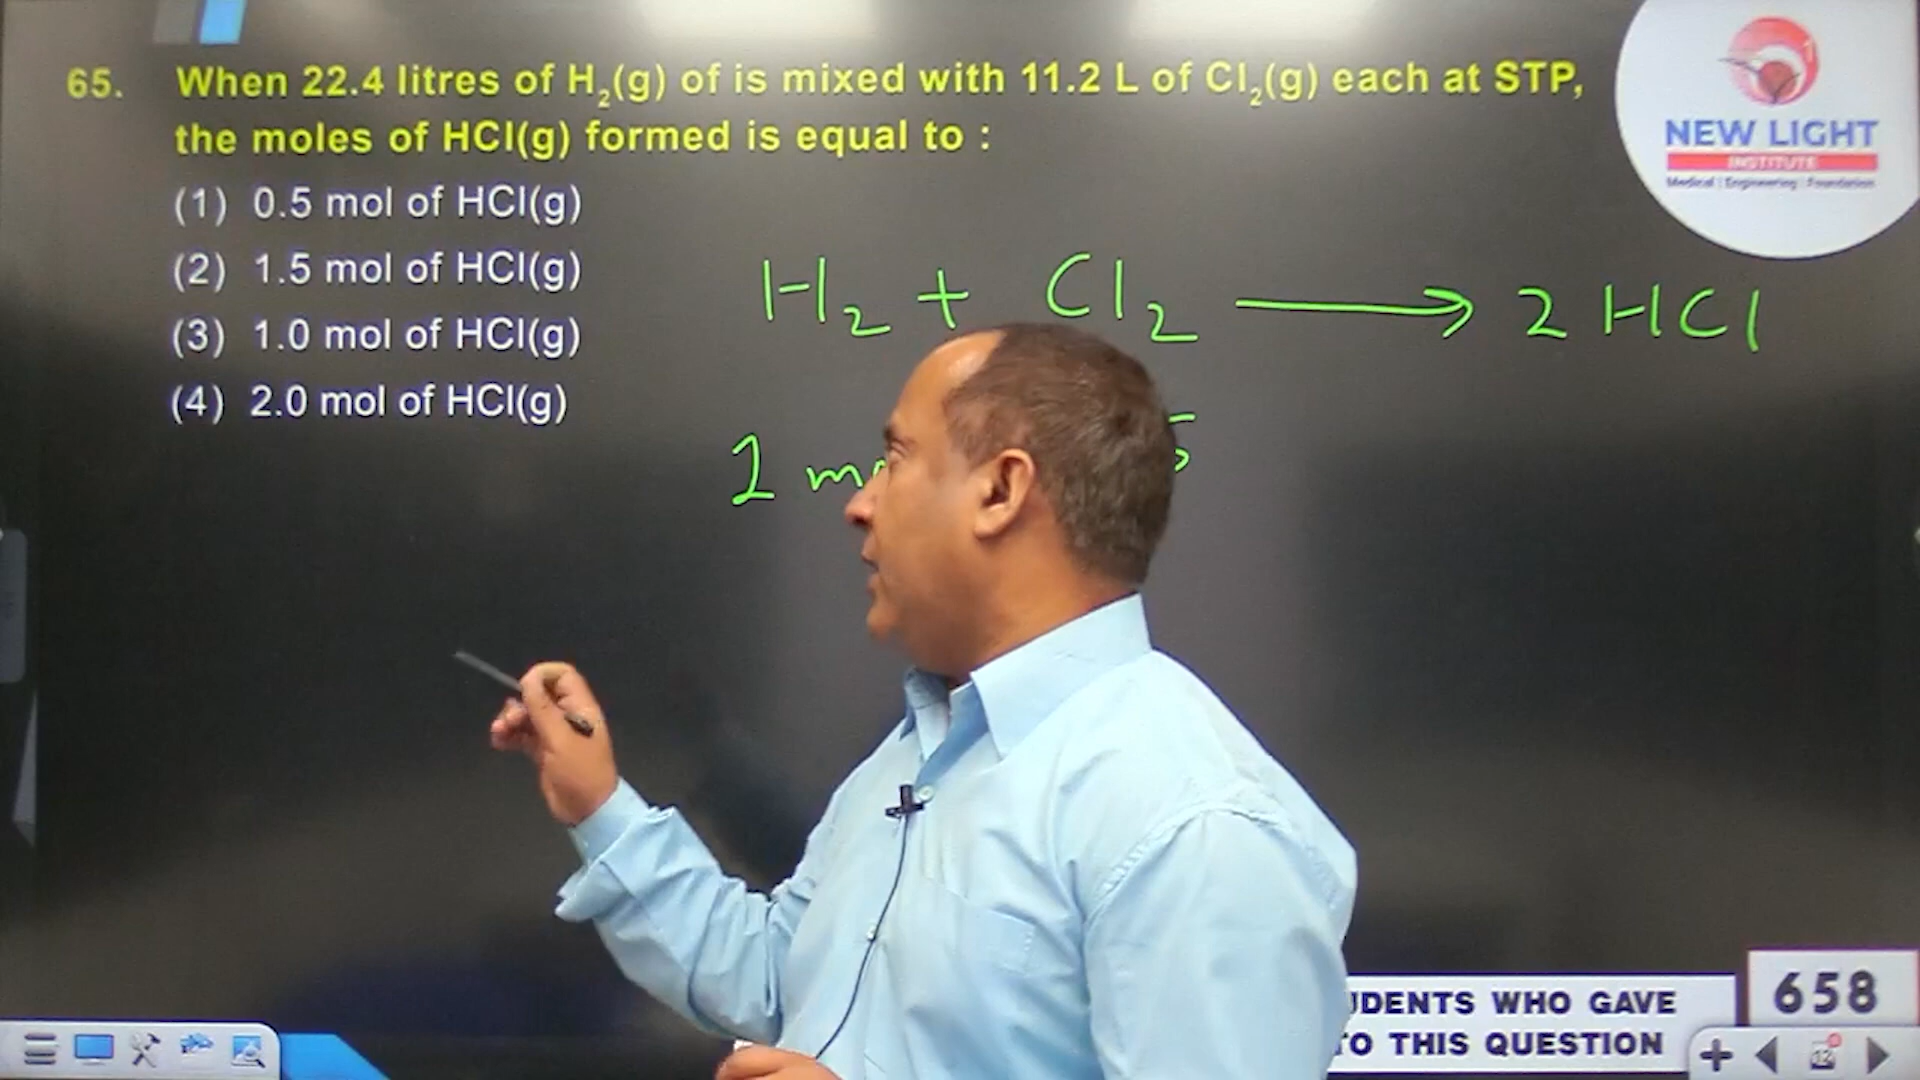 65. When 22.4 litres of H₂(g) of is mixed with 11.2 L of Cl₂(g) each at STP,
the moles of HCl(g) formed is equal to :
(1) 0.5 mol of HCl(g)
(2) 1.5 mol of HCl(g)
(3) 1.0 mol of HCl(g)
(4) 2.0 mol of HCl(g)
H₂ + Cl₂ ⟶ 2 HCl
NEW LIGHT
INSTITUTE
Medical | Engineering | Foundation
WHO GAVE
TO THIS QUESTION
658
12